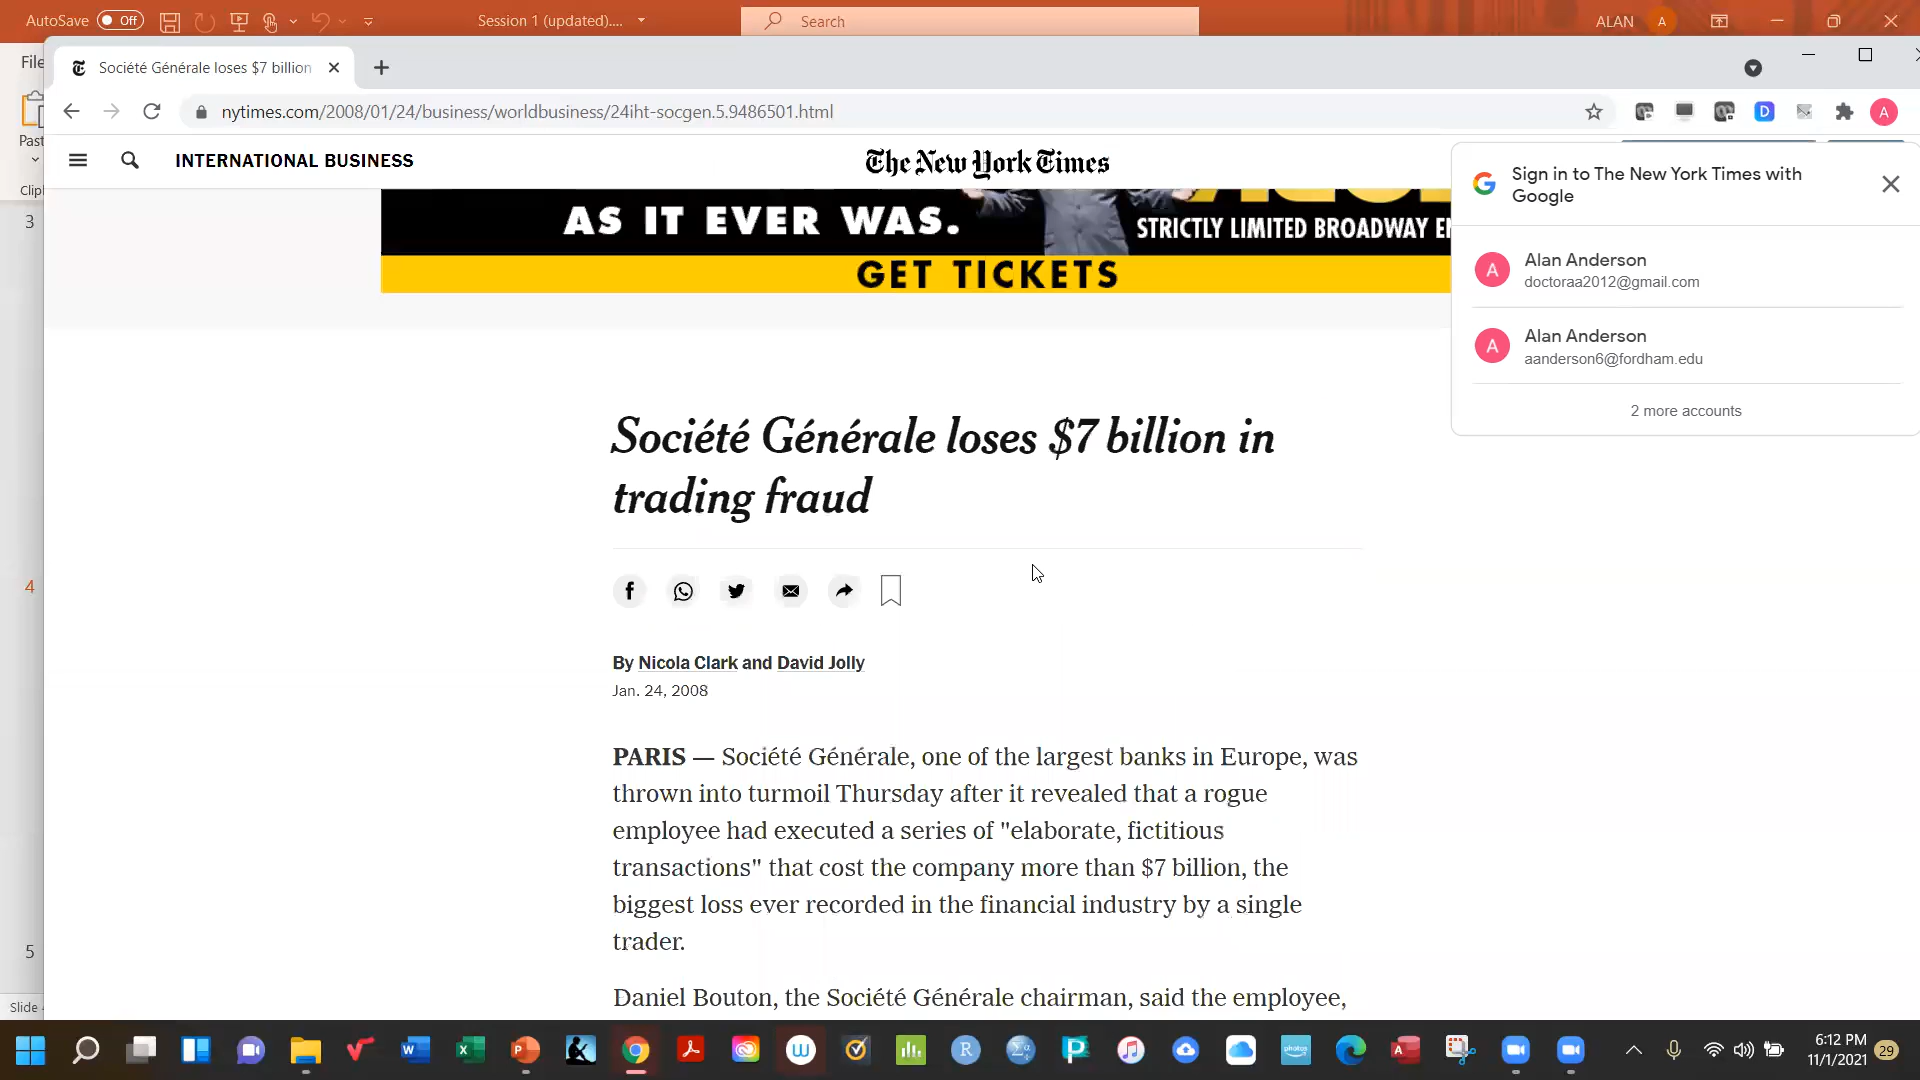 AutoSave Off
Session 1 (updated)....
Search
ALAN
A
File
Société Générale loses $7 billion
nytimes.com/2008/01/24/business/worldbusiness/24iht-socgen.5.9486501.html
D
A
Past
Clip
INTERNATIONAL BUSINESS
The New York Times
AS IT EVER WAS.
STRICTLY LIMITED BROADWAY
GET TICKETS
Sign in to The New York Times with
Google
A
Alan Anderson
doctoraa2012@gmail.com
A
Alan Anderson
aanderson6@fordham.edu
2 more accounts
3
4
5
Slide
Société Générale loses $7 billion in
trading fraud
By Nicola Clark and David Jolly
Jan. 24, 2008
PARIS — Société Générale, one of the largest banks in Europe, was
thrown into turmoil Thursday after it revealed that a rogue
employee had executed a series of "elaborate, fictitious
transactions" that cost the company more than $7 billion, the
biggest loss ever recorded in the financial industry by a single
trader.
Daniel Bouton, the Société Générale chairman, said the employee,
photos
6:12 PM
11/1/2021
29